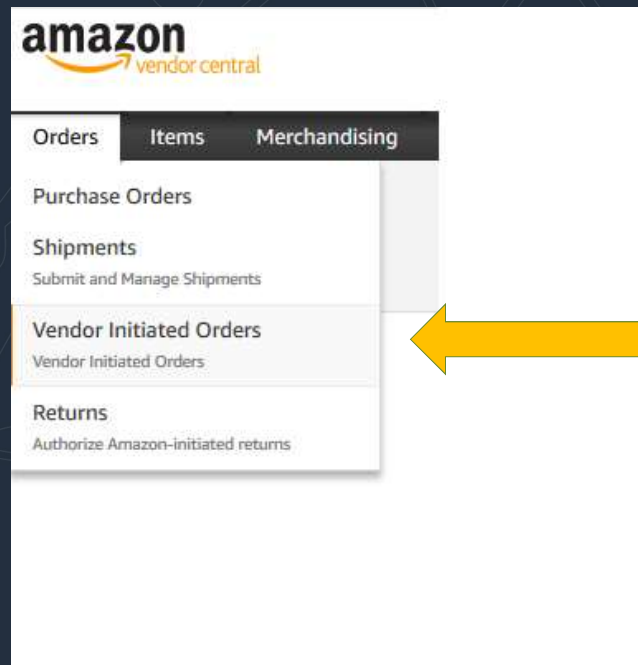 amazon
vendor central
Orders Items Merchandising
Purchase Orders
Shipments
Submit and Manage Shipments
Vendor Initiated Orders
Vendor Initiated Orders
Returns
Authorize Amazon-initiated returns